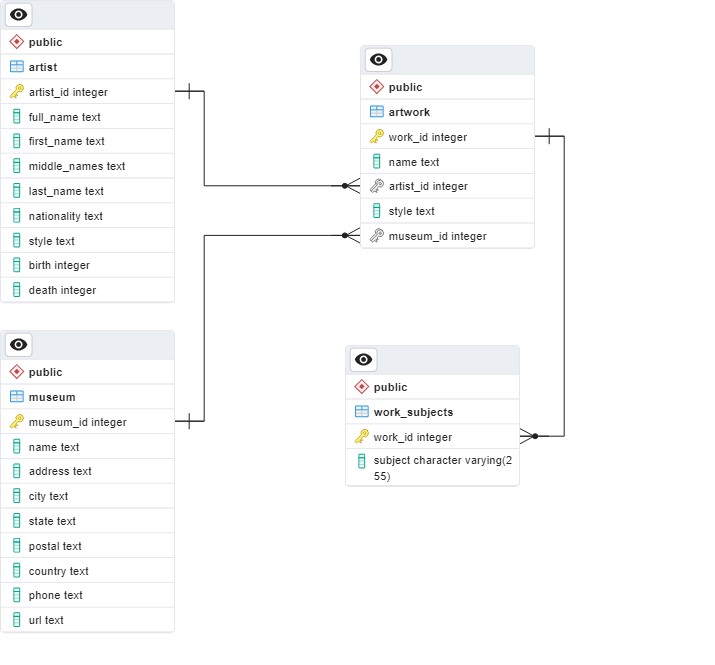 public
artist
artist_id integer
full_name text
first_name text
middle_names text
last_name text
nationality text
style text
birth integer
death integer
public
museum
museum_id integer
name text
address text
city text
state text
postal text
country text
phone text
url text
public
artwork
work_id integer
name text
artist_id integer
style text
museum_id integer
public
work_subjects
work_id integer
subject character varying(2
55)